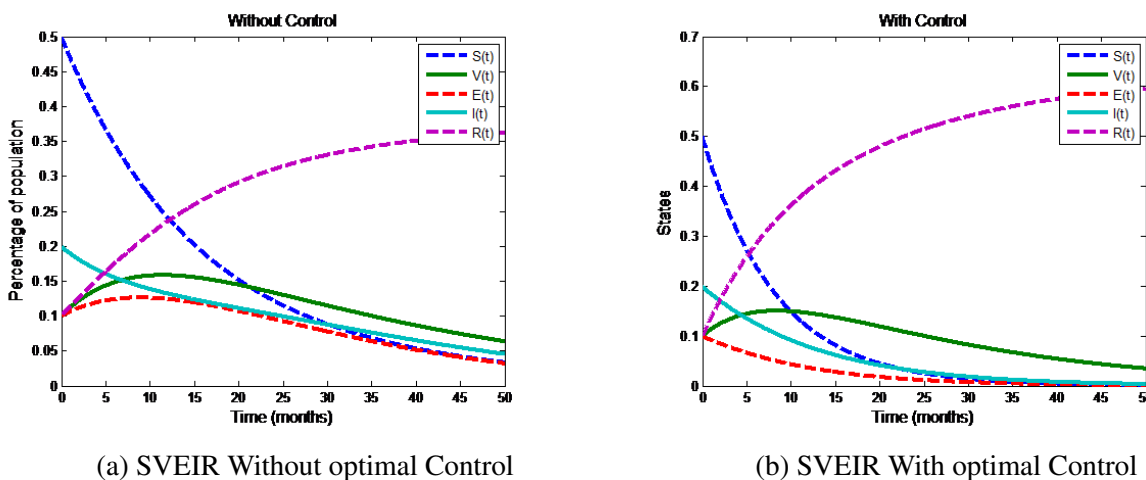 Without Control
0.5
0.45
0.4
0.35
0.3
0.25
0.2
0.15
0.1
0.05
0
Percentage of population
S(t)
V(t)
E(t)
I(t)
R(t)
0 5 10 15 20 25 30 35 40 45 50
Time (months)
(a) SVEIR Without optimal Control
With Control
0.7
0.6
0.5
0.4
0.3
0.2
0.1
0
States
S(t)
V(t)
E(t)
I(t)
R(t)
0 5 10 15 20 25 30 35 40 45 50
Time (months)
(b) SVEIR With optimal Control